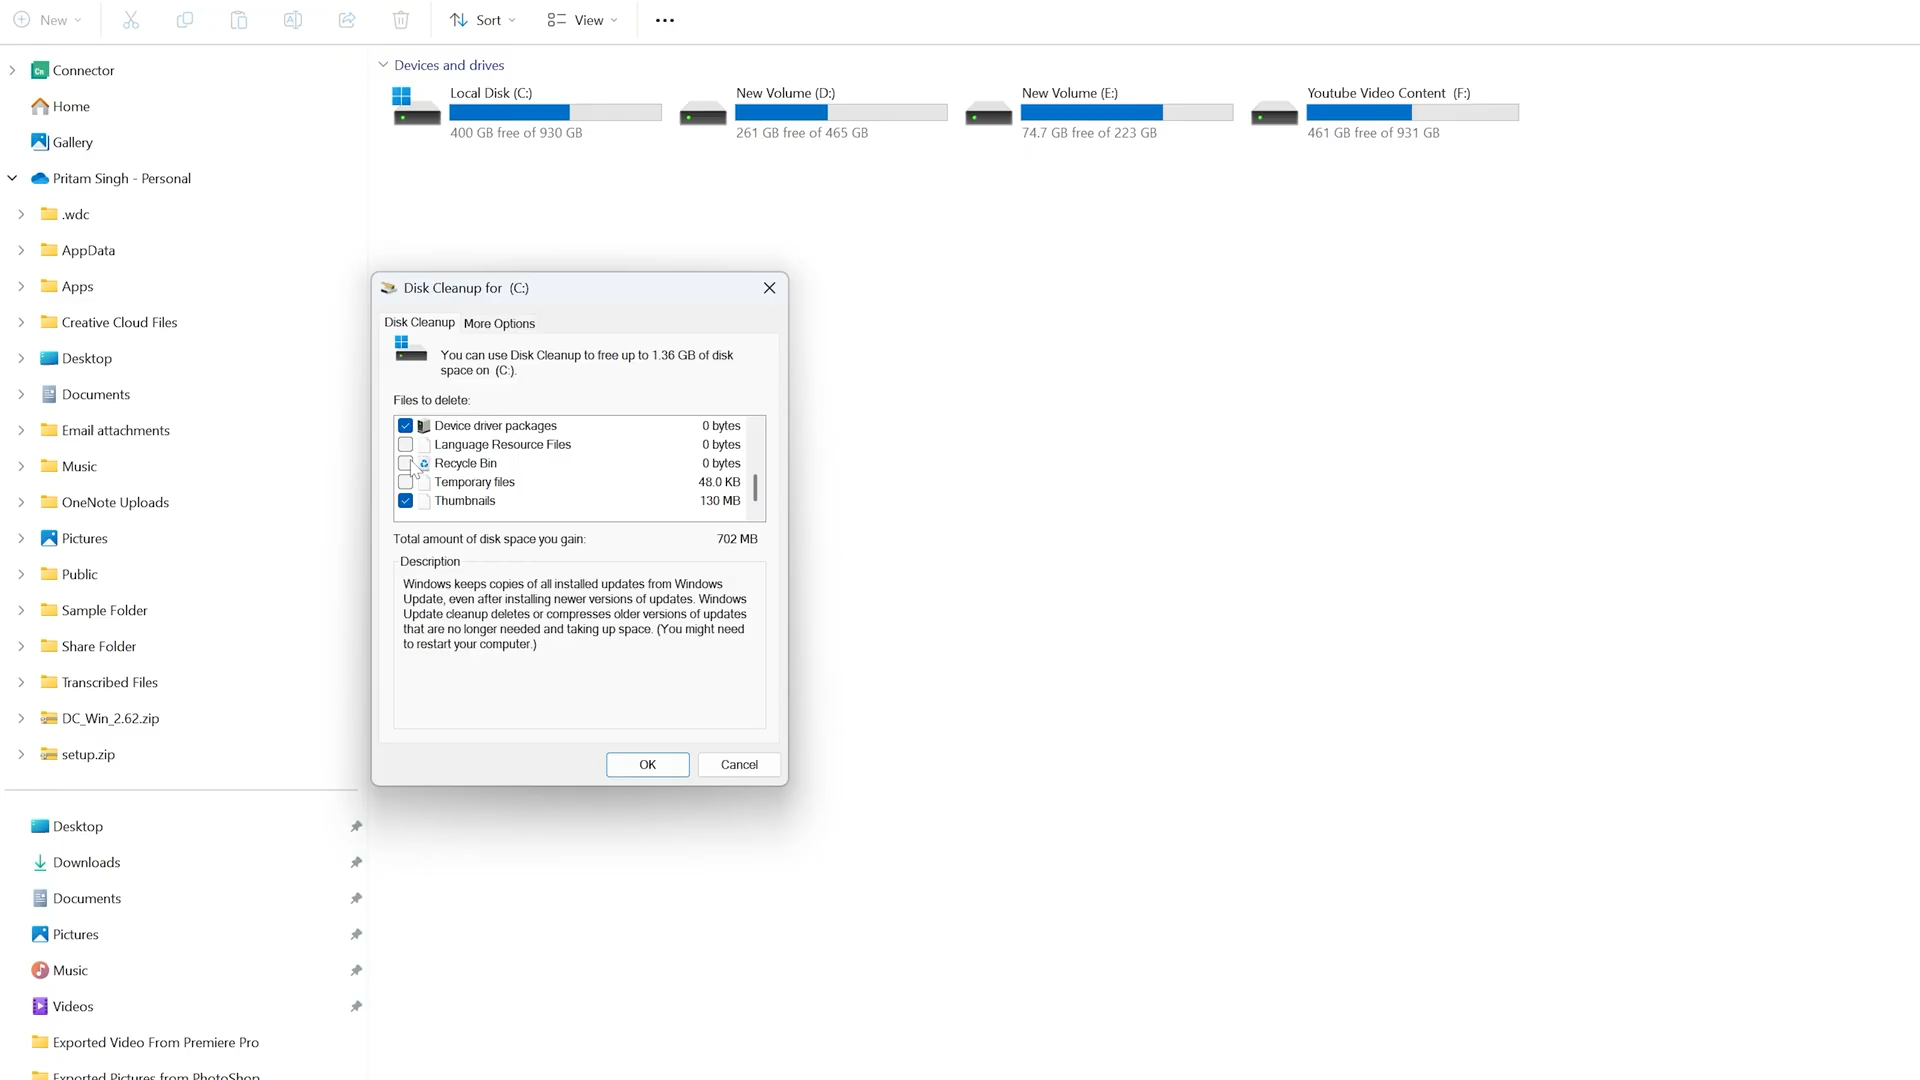 New
Sort
View
Connector
Home
Gallery
Pritam Singh - Personal
.wdc
AppData
Apps
Creative Cloud Files
Desktop
Documents
Email attachments
Music
OneNote Uploads
Pictures
Public
Sample Folder
Share Folder
Transcribed Files
DC_Win_2.62.zip
setup.zip
Desktop
Downloads
Documents
Pictures
Music
Videos
Exported Video From Premiere Pro
Exported Pictures from PhotoShop
Devices and drives
Local Disk (C:)
400 GB free of 930 GB
New Volume (D:)
261 GB free of 465 GB
New Volume (E:)
74.7 GB free of 223 GB
Youtube Video Content (F:)
461 GB free of 931 GB
Disk Cleanup for (C:)
Disk Cleanup More Options
You can use Disk Cleanup to free up to 1.36 GB of disk
space on (C:).
Files to delete:
Device driver packages 0 bytes
Language Resource Files 0 bytes
Recycle Bin 0 bytes
Temporary files 48.0 KB
Thumbnails 130 MB
Total amount of disk space you gain: 702 MB
Description
Windows keeps copies of all installed updates from Windows
Update, even after installing newer versions of updates. Windows
Update cleanup deletes or compresses older versions of updates
that are no longer needed and taking up space. (You might need
to restart your computer.)
OK Cancel